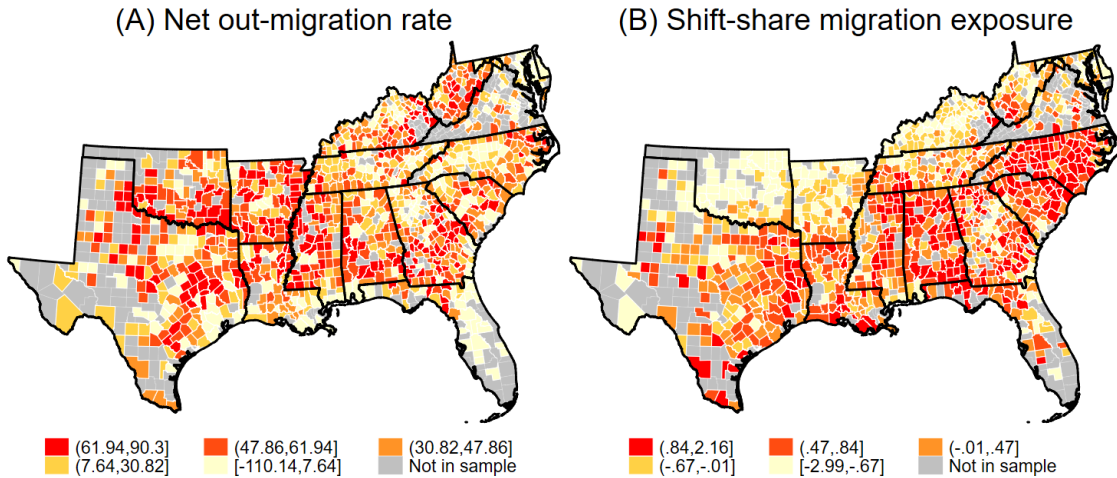 (A) Net out-migration rate
(B) Shift-share migration exposure
(61.94,90.3]
(47.86,61.94]
(30.82,47.86]
(7.64,30.82]
[-110.14,7.64]
Not in sample
(.84,2.16]
(.47,.84]
(-.01,.47]
(-.67,-.01]
[-2.99,-.67]
Not in sample